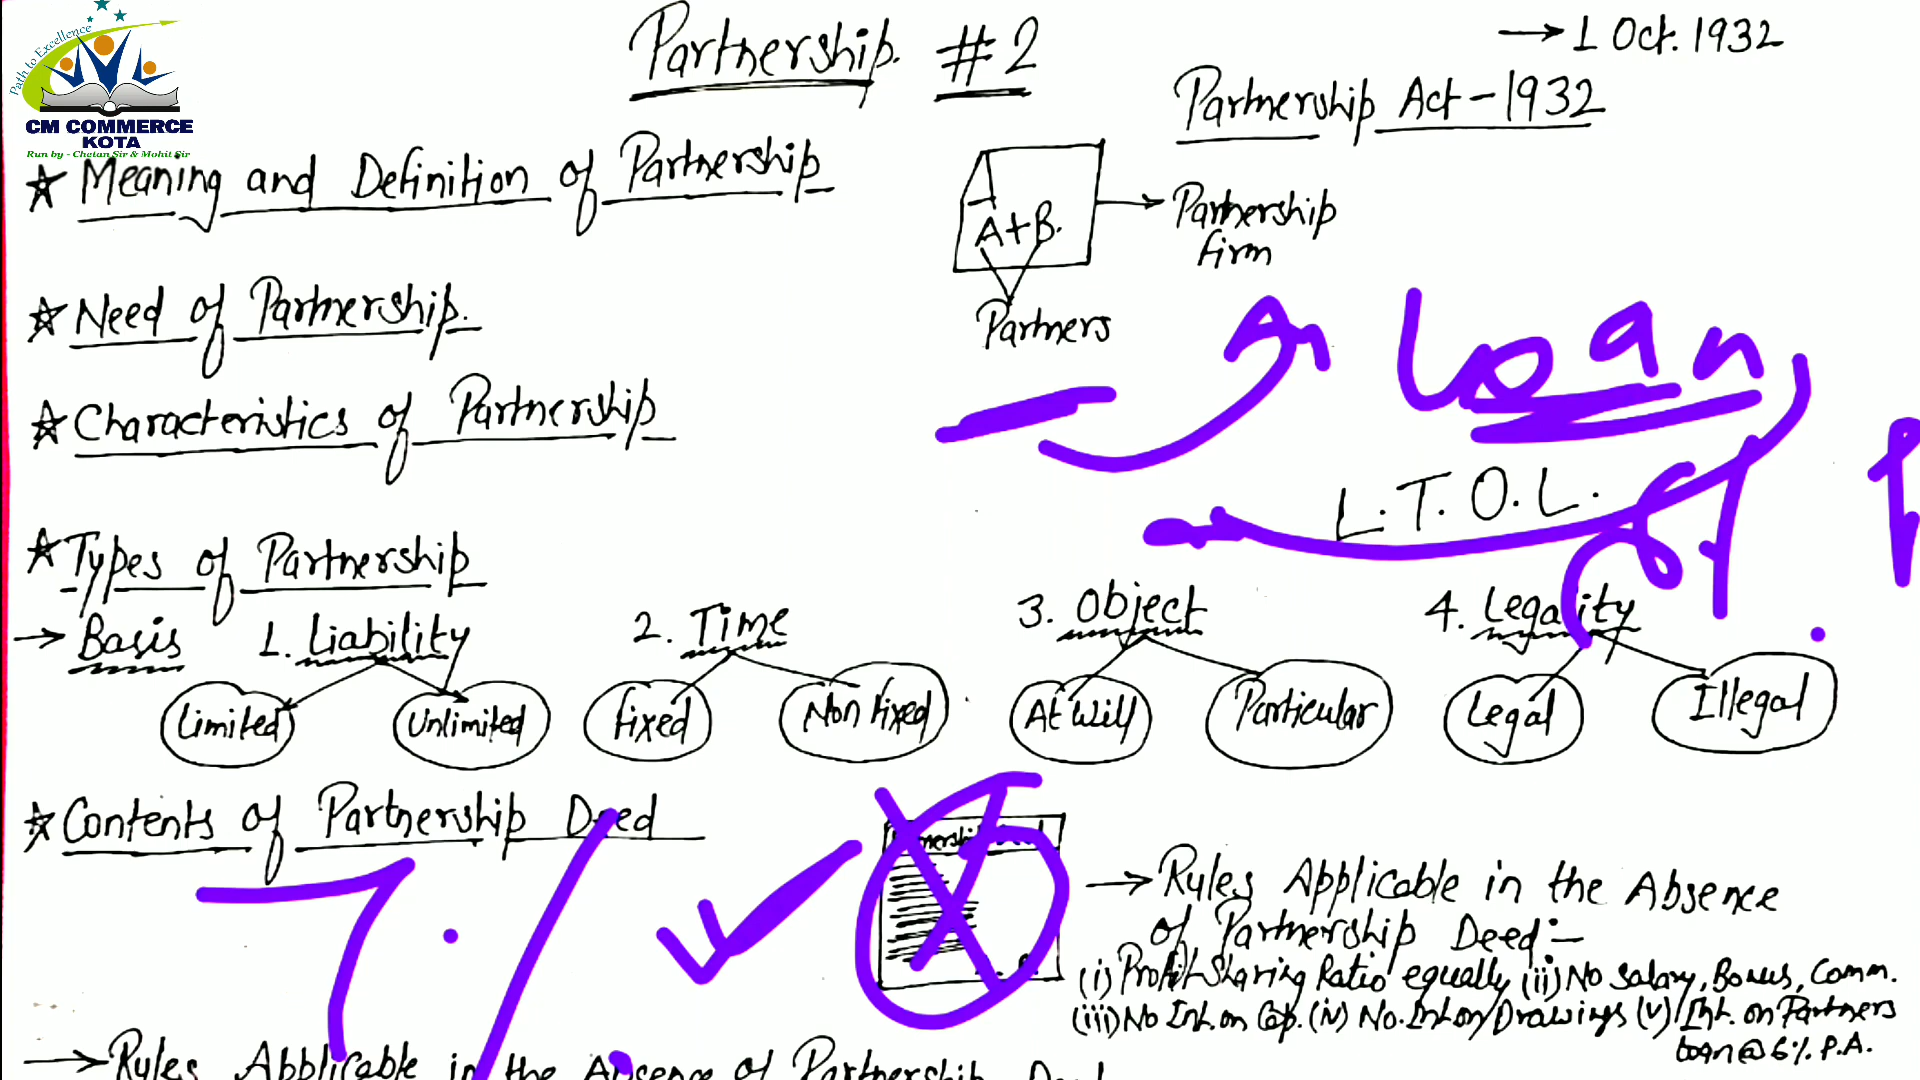 Path to Excellence
CM COMMERCE
KOTA
Run by - Chetan Sir & Mohit Sir
Partnership. #2
→ 1 Oct. 1932
Partnership Act - 1932
☆ Meaning and Definition of Partnership
A+B.
→ Partnership
firm
Partners
☆ Need of Partnership.
Loan
☆ Characteristics of Partnership
L.T.O.L.
☆ Types of Partnership
→ Basis 1. Liability 2. Time 3. Object 4. Legality
Limited Unlimited Fixed Non Fixed At Will Particular Legal Illegal
☆ Contents of Partnership Deed
→ Rules Applicable in the Absence
of Partnership Deed:-
(i) Profit Sharing Ratio equally (ii) No Salary, Bonus, Comm.
(iii) No Int. on Cap. (iv) No. Int on Drawings (v) Int. on Partners
Loan @ 6% P.A.
→ Rules Applicable in the Absence of Partnership Deed